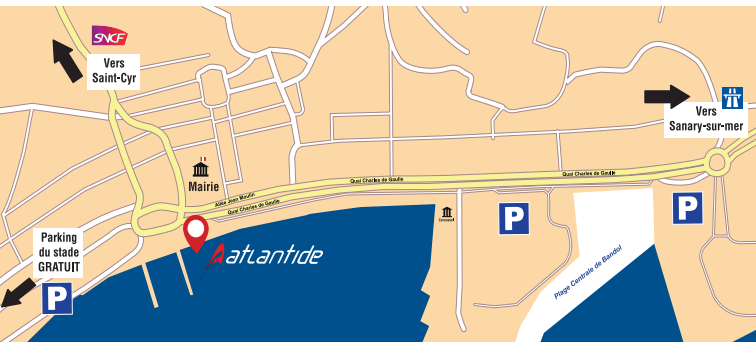 SNCF
Vers
Saint-Cyr
Vers
Sanary-sur-mer
Mairie
Allée Jean Moulin
Quai Charles de Gaulle
Quai Charles de Gaulle
Quai Charles de Gaulle
P
P
Parking
du stade
GRATUIT
P
atlantide
Plage Centrale de Bandol